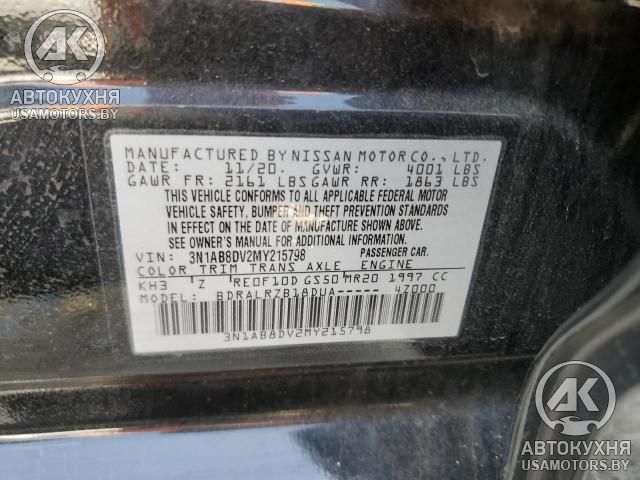 AK
АВТОКУХНЯ
USAMOTORS.BY
MANUFACTURED BY NISSAN MOTOR CO., LTD.
DATE: 11/20. GVWR: 4001 LBS
GAWR FR: 2161 LBS GAWR RR: 1863 LBS
THIS VEHICLE CONFORMS TO ALL APPLICABLE FEDERAL MOTOR
VEHICLE SAFETY, BUMPER AND THEFT PREVENTION STANDARDS
IN EFFECT ON THE DATE OF MANUFACTURE SHOWN ABOVE.
SEE OWNER'S MANUAL FOR ADDITIONAL INFORMATION.
VIN: 3N1AB8DV2MY215798 PASSENGER CAR.
COLOR TRIM TRANS AXLE ENGINE
KH3 Z RE0F10D GS50 MR20 1997 CC
MODEL: BDRALRZB18DUA----- 4Z000
3N1AB8DV2MY215798
AK
АВТОКУХНЯ
USAMOTORS.BY